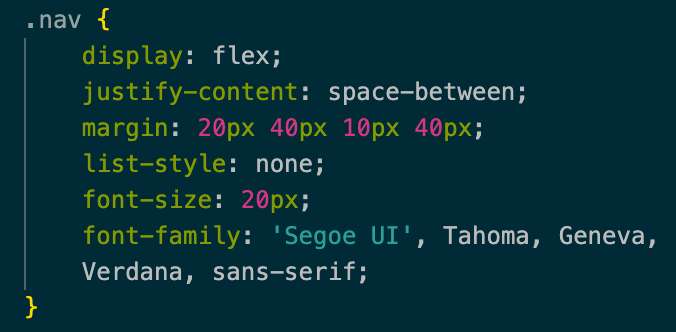 .nav {
display: flex;
justify-content: space-between;
margin: 20px 40px 10px 40px;
list-style: none;
font-size: 20px;
font-family: 'Segoe UI', Tahoma, Geneva,
Verdana, sans-serif;
}